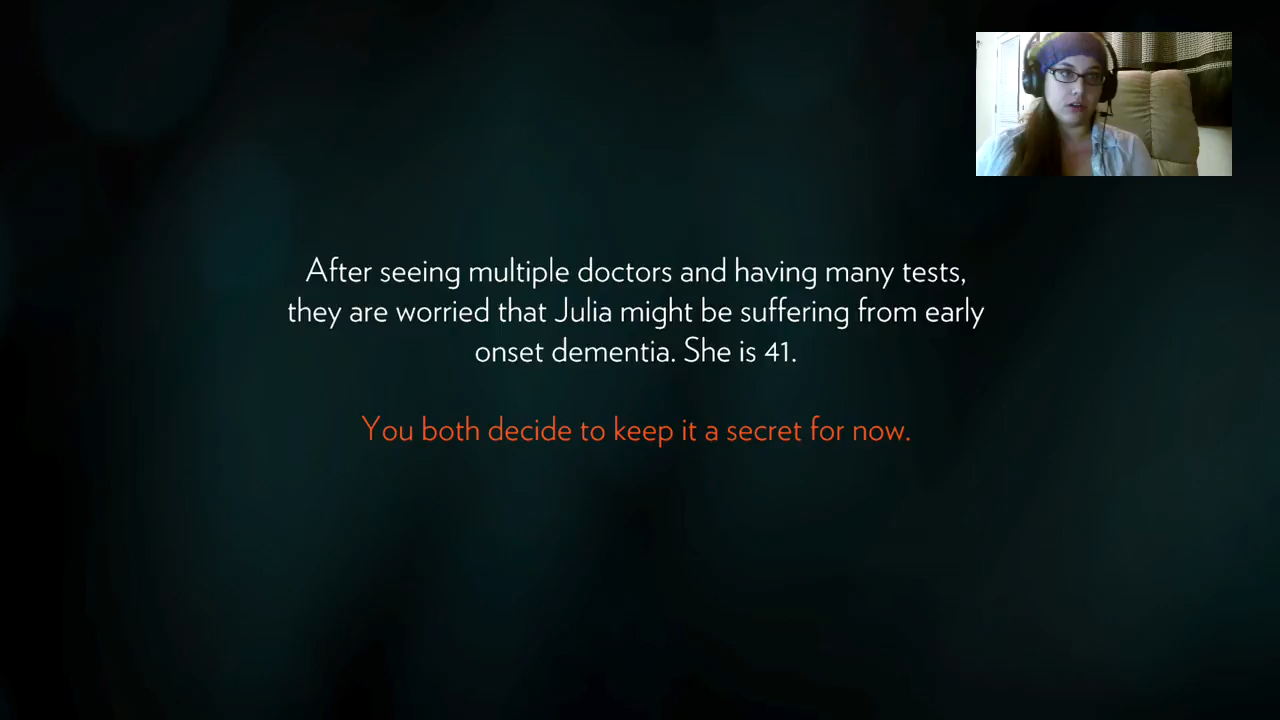 After seeing multiple doctors and having many tests,
they are worried that Julia might be suffering from early
onset dementia. She is 41.
You both decide to keep it a secret for now.